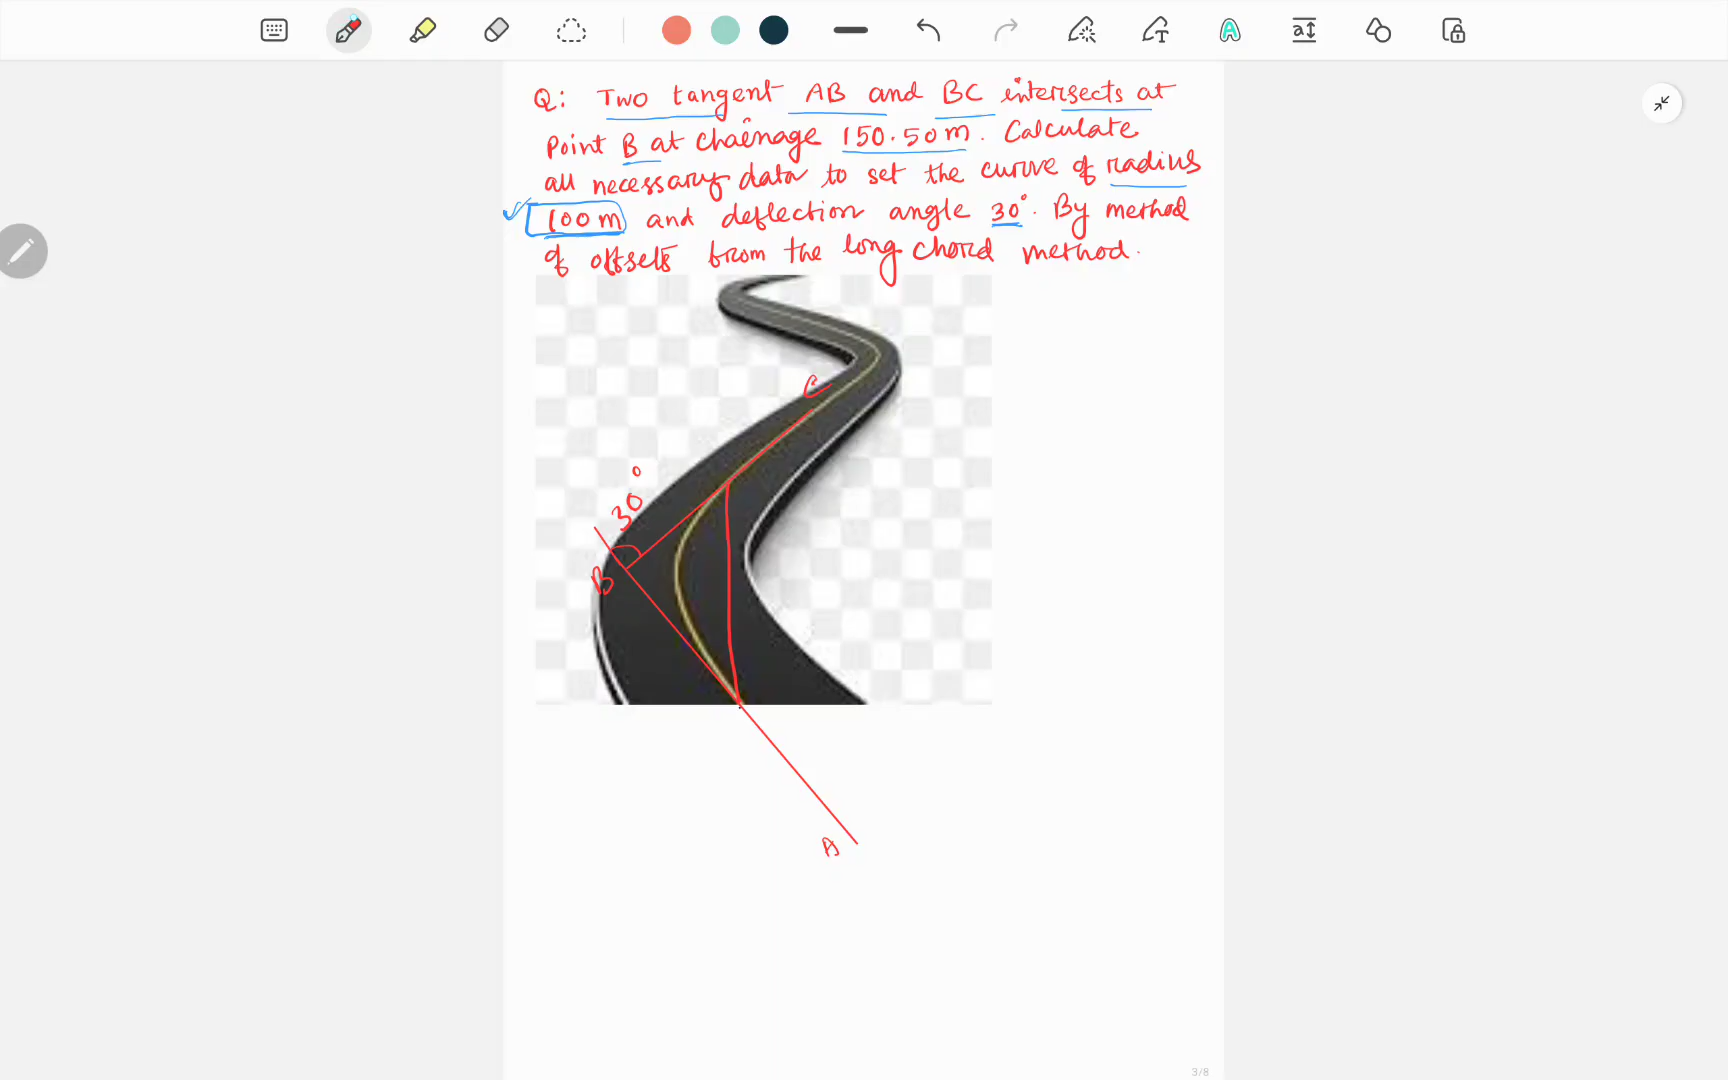 Q: Two tangent AB and BC intersects at
Point B at chainage 150.50m. Calculate
all necessary data to set the curve of radius
100 m and deflection angle 30°. By method
of offsets from the long chord method.
C
30°
B
A
3/8
A
a